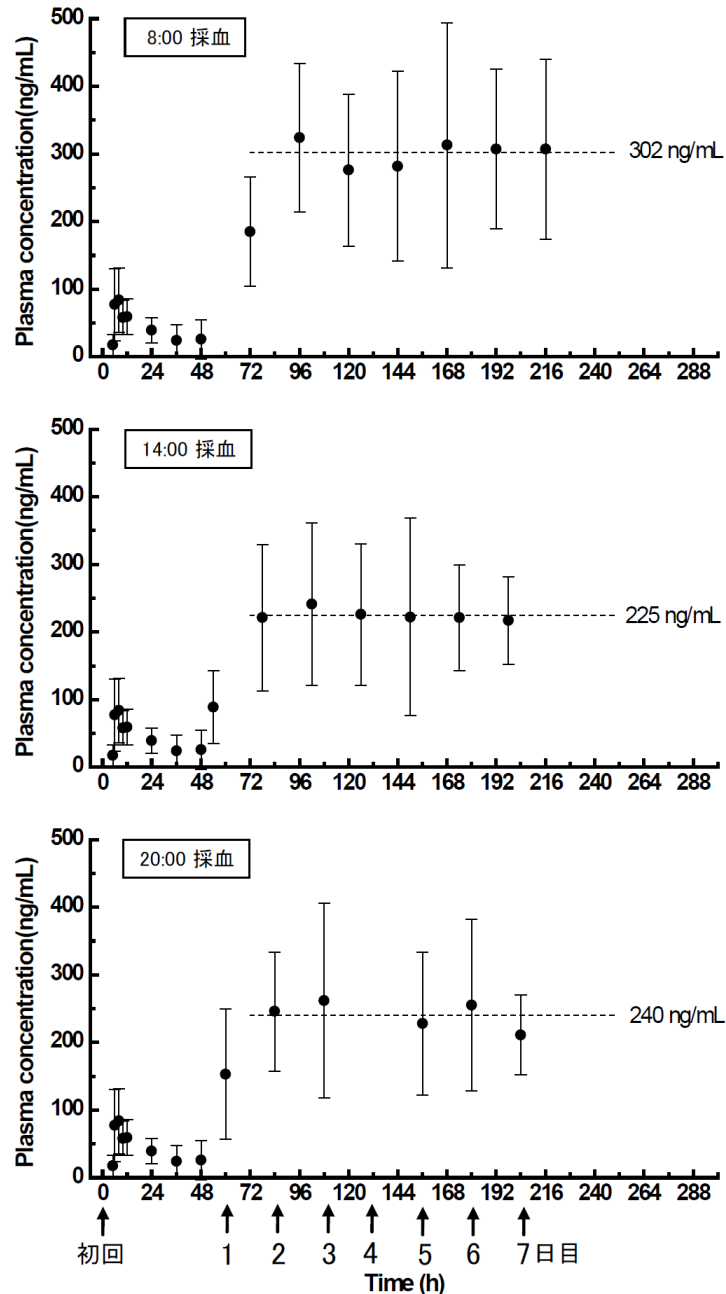 8:00 採血
Plasma concentration(ng/mL)
500
400
300
200
100
0
302 ng/mL
0 24 48 72 96 120 144 168 192 216 240 264 288
14:00 採血
Plasma concentration(ng/mL)
500
400
300
200
100
0
225 ng/mL
0 24 48 72 96 120 144 168 192 216 240 264 288
20:00 採血
Plasma concentration(ng/mL)
500
400
300
200
100
0
240 ng/mL
0 24 48 72 96 120 144 168 192 216 240 264 288
初回 1 2 3 4 5 6 7 日目
Time (h)